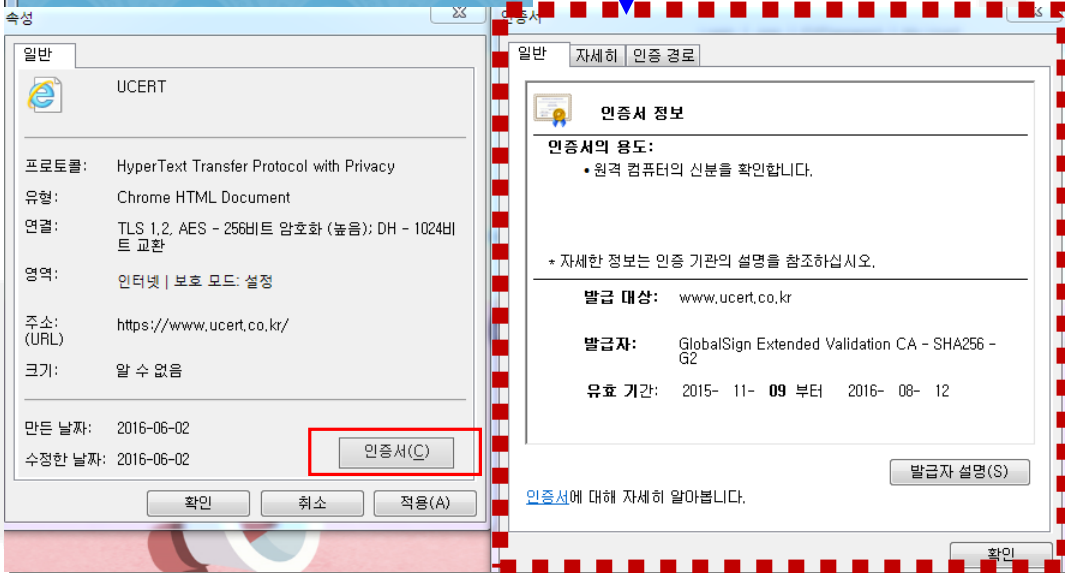 속성
일반
UCERT
프로토콜: HyperText Transfer Protocol with Privacy
유형: Chrome HTML Document
연결: TLS 1.2, AES - 256비트 암호화 (높음); DH - 1024비
트 교환
영역: 인터넷 | 보호 모드: 설정
주소: https://www.ucert.co.kr/
(URL)
크기: 알 수 없음
만든 날짜: 2016-06-02
수정한 날짜: 2016-06-02
인증서(C)
확인 취소 적용(A)
인증서
일반 자세히 인증 경로
인증서 정보
인증서의 용도:
• 원격 컴퓨터의 신분을 확인합니다.
* 자세한 정보는 인증 기관의 설명을 참조하십시오.
발급 대상: www.ucert.co.kr
발급자: GlobalSign Extended Validation CA - SHA256 -
G2
유효 기간: 2015- 11- 09 부터 2016- 08- 12
발급자 설명(S)
인증서에 대해 자세히 알아봅니다.
확인